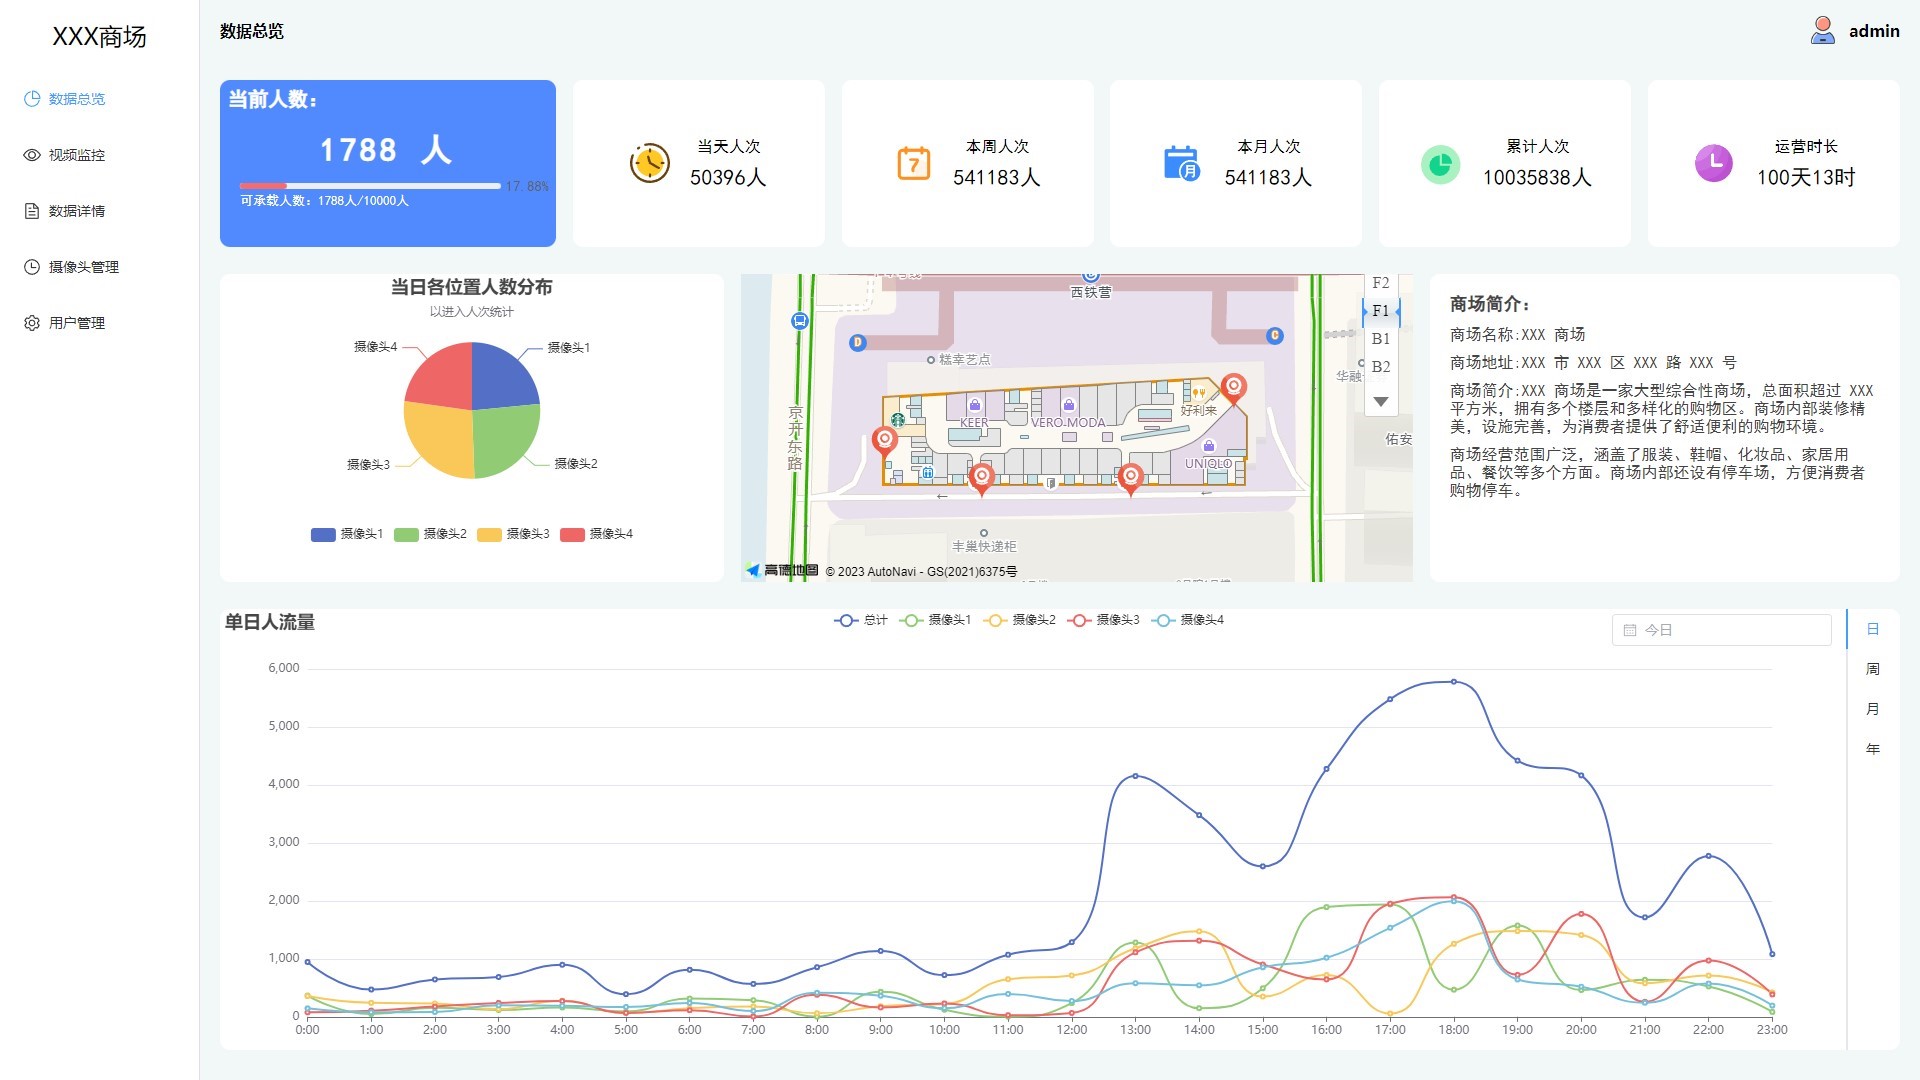 XXX商场
数据总览
视频监控
数据详情
摄像头管理
用户管理
数据总览
admin
当前人数：
1788 人
17.88%
可承载人数：1788人/10000人
当天人次
50396人
7
本周人次
541183人
月
本月人次
541183人
累计人次
10035838人
运营时长
100天13时
当日各位置人数分布
以进入人次统计
摄像头4
摄像头1
摄像头3
摄像头2
摄像头1
摄像头2
摄像头3
摄像头4
西铁营
D
C
糕幸艺点
京开东路
KEER
VERO MODA
好利来
UNIQLO
丰巢快递柜
华融
佑安
F2
F1
B1
B2
高德地图
© 2023 AutoNavi - GS(2021)6375号
商场简介：
商场名称:XXX 商场
商场地址:XXX 市 XXX 区 XXX 路 XXX 号
商场简介:XXX 商场是一家大型综合性商场，总面积超过 XXX
平方米，拥有多个楼层和多样化的购物区。商场内部装修精
美，设施完善，为消费者提供了舒适便利的购物环境。
商场经营范围广泛，涵盖了服装、鞋帽、化妆品、家居用
品、餐饮等多个方面。商场内部还设有停车场，方便消费者
购物停车。
单日人流量
总计
摄像头1
摄像头2
摄像头3
摄像头4
今日
日
周
月
年
6,000
5,000
4,000
3,000
2,000
1,000
0
0:00
1:00
2:00
3:00
4:00
5:00
6:00
7:00
8:00
9:00
10:00
11:00
12:00
13:00
14:00
15:00
16:00
17:00
18:00
19:00
20:00
21:00
22:00
23:00